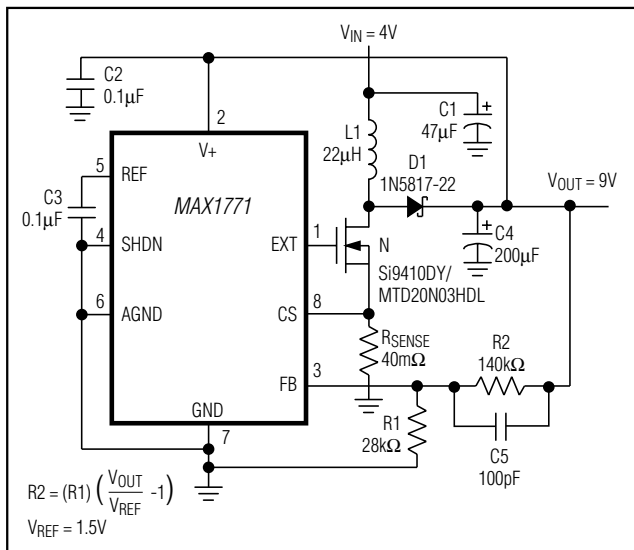 V_IN = 4V
C2
0.1µF
2
V+
C1
47µF
+
L1
22µH
D1
1N5817-22
V_OUT = 9V
5
REF
MAX1771
C3
0.1µF
4
SHDN
1
EXT
N
+
C4
200µF
Si9410DY/
MTD20N03HDL
6
AGND
8
CS
R_SENSE
40mΩ
3
FB
R2
140kΩ
GND
7
R1
28kΩ
C5
100pF
R2 = (R1) (V_OUT/V_REF -1)
V_REF = 1.5V